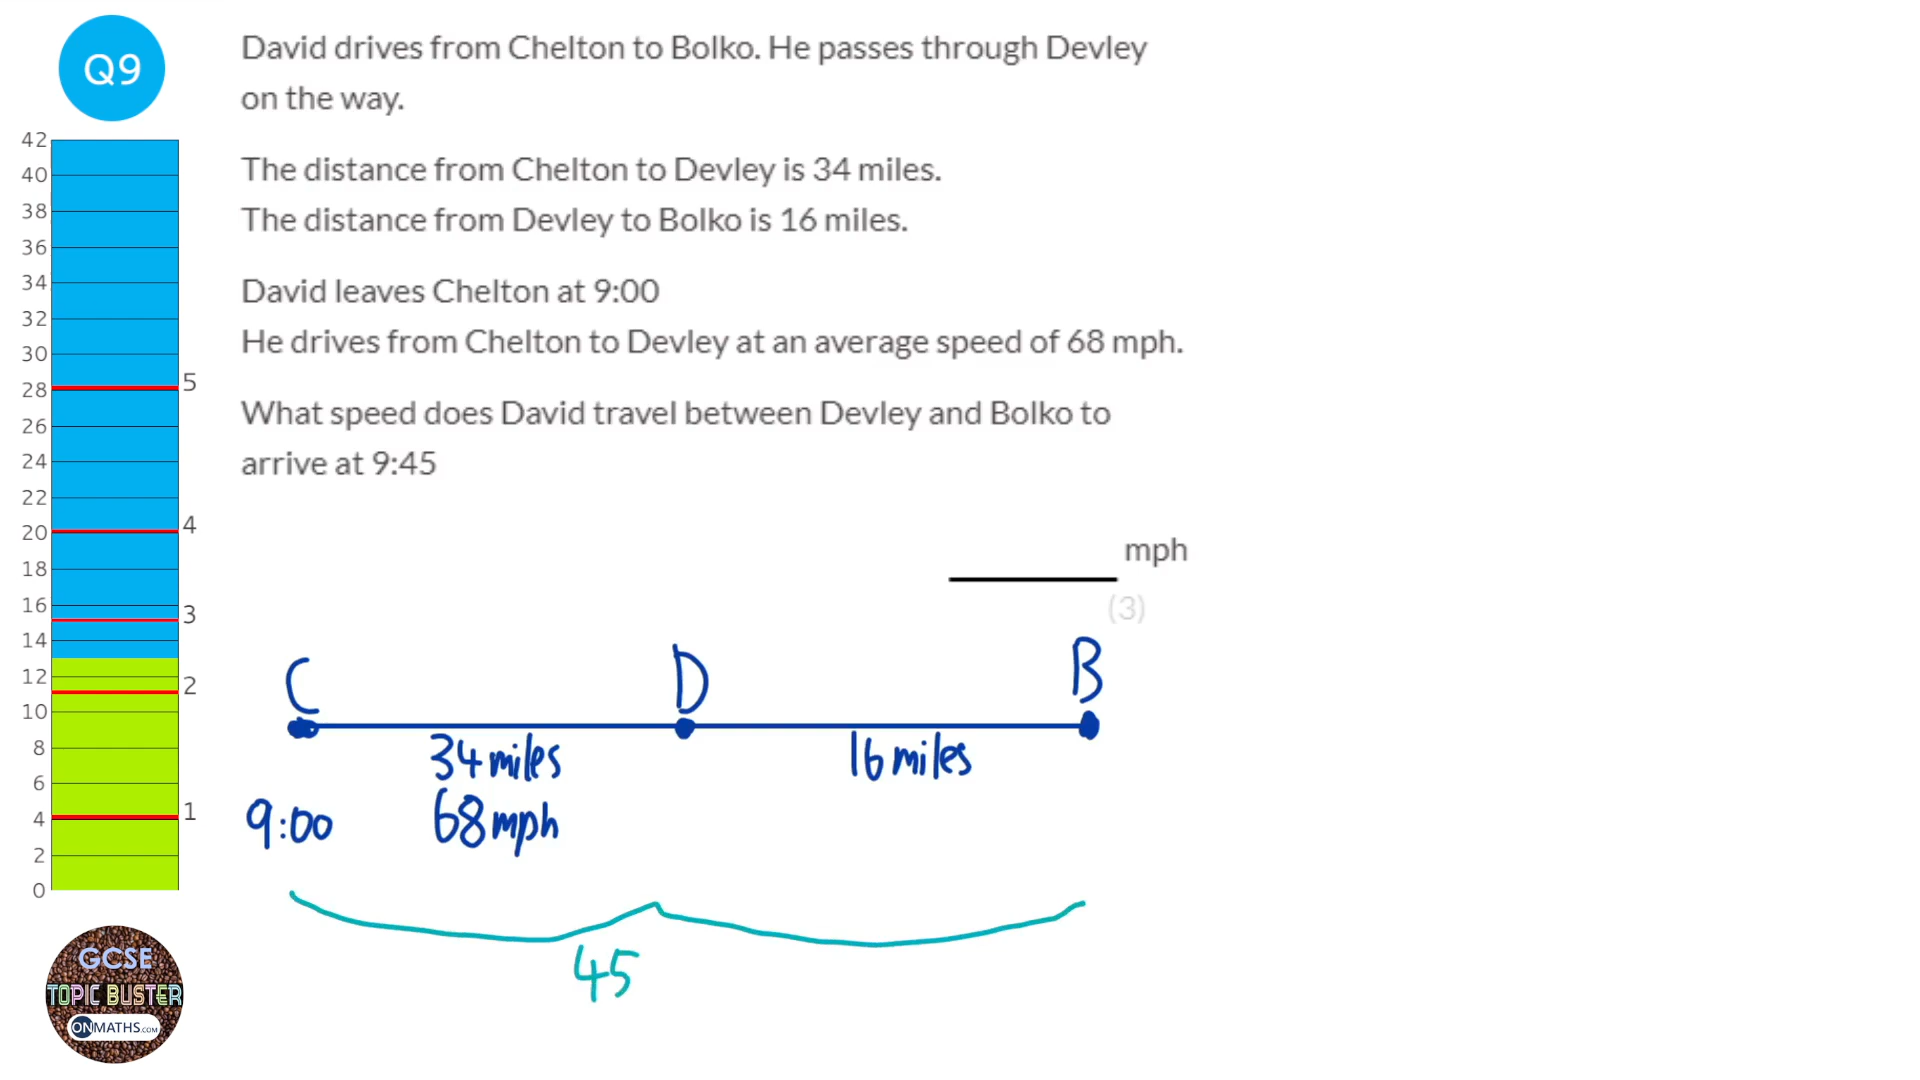 Q9
David drives from Chelton to Bolko. He passes through Devley
on the way.
The distance from Chelton to Devley is 34 miles.
The distance from Devley to Bolko is 16 miles.
David leaves Chelton at 9:00
He drives from Chelton to Devley at an average speed of 68 mph.
What speed does David travel between Devley and Bolko to
arrive at 9:45
mph
(3)
42
40
38
36
34
32
30
28
26
24
22
20
18
16
14
12
10
8
6
4
2
0
5
4
3
2
1
C D B
34 miles 16 miles
9:00 68mph
45
GCSE
TOPIC BUSTER
ONMATHS.COM